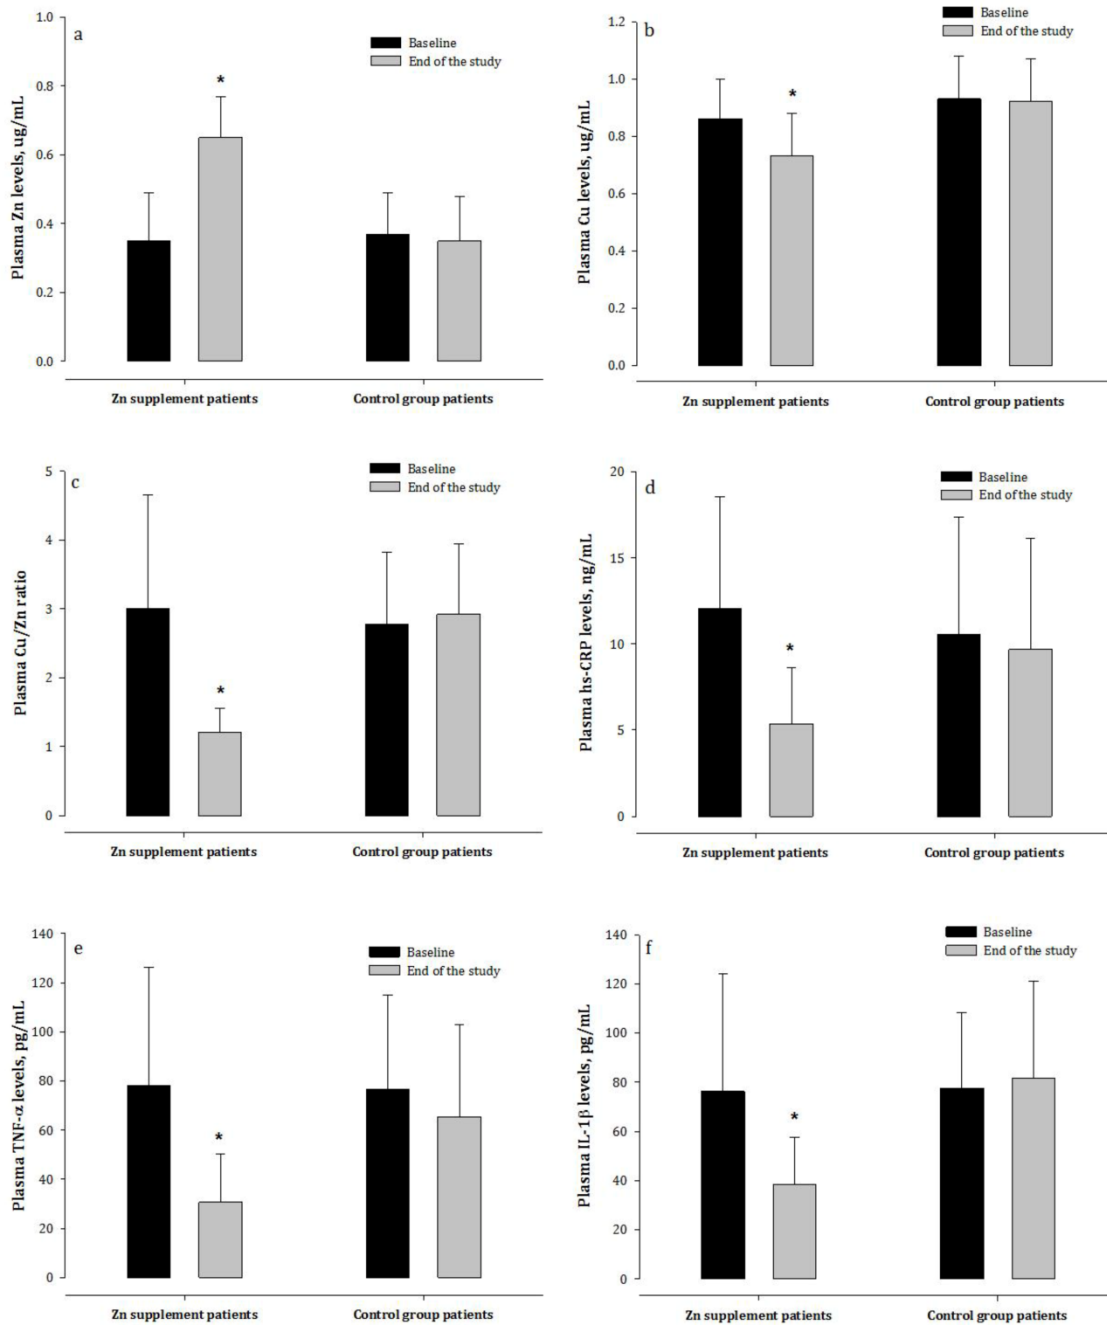 a
Baseline
End of the study
*
1.0
0.8
0.6
0.4
0.2
0.0
Plasma Zn levels, ug/mL
Zn supplement patients
Control group patients
b
Baseline
End of the study
*
1.2
1.0
0.8
0.6
0.4
0.2
0.0
Plasma Cu levels, ug/mL
Zn supplement patients
Control group patients
c
Baseline
End of the study
*
5
4
3
2
1
0
Plasma Cu/Zn ratio
Zn supplement patients
Control group patients
d
Baseline
End of the study
*
20
15
10
5
0
Plasma hs-CRP levels, ng/mL
Zn supplement patients
Control group patients
e
Baseline
End of the study
*
140
120
100
80
60
40
20
0
Plasma TNF-α levels, pg/mL
Zn supplement patients
Control group patients
f
Baseline
End of the study
*
140
120
100
80
60
40
20
0
Plasma IL-1β levels, pg/mL
Zn supplement patients
Control group patients